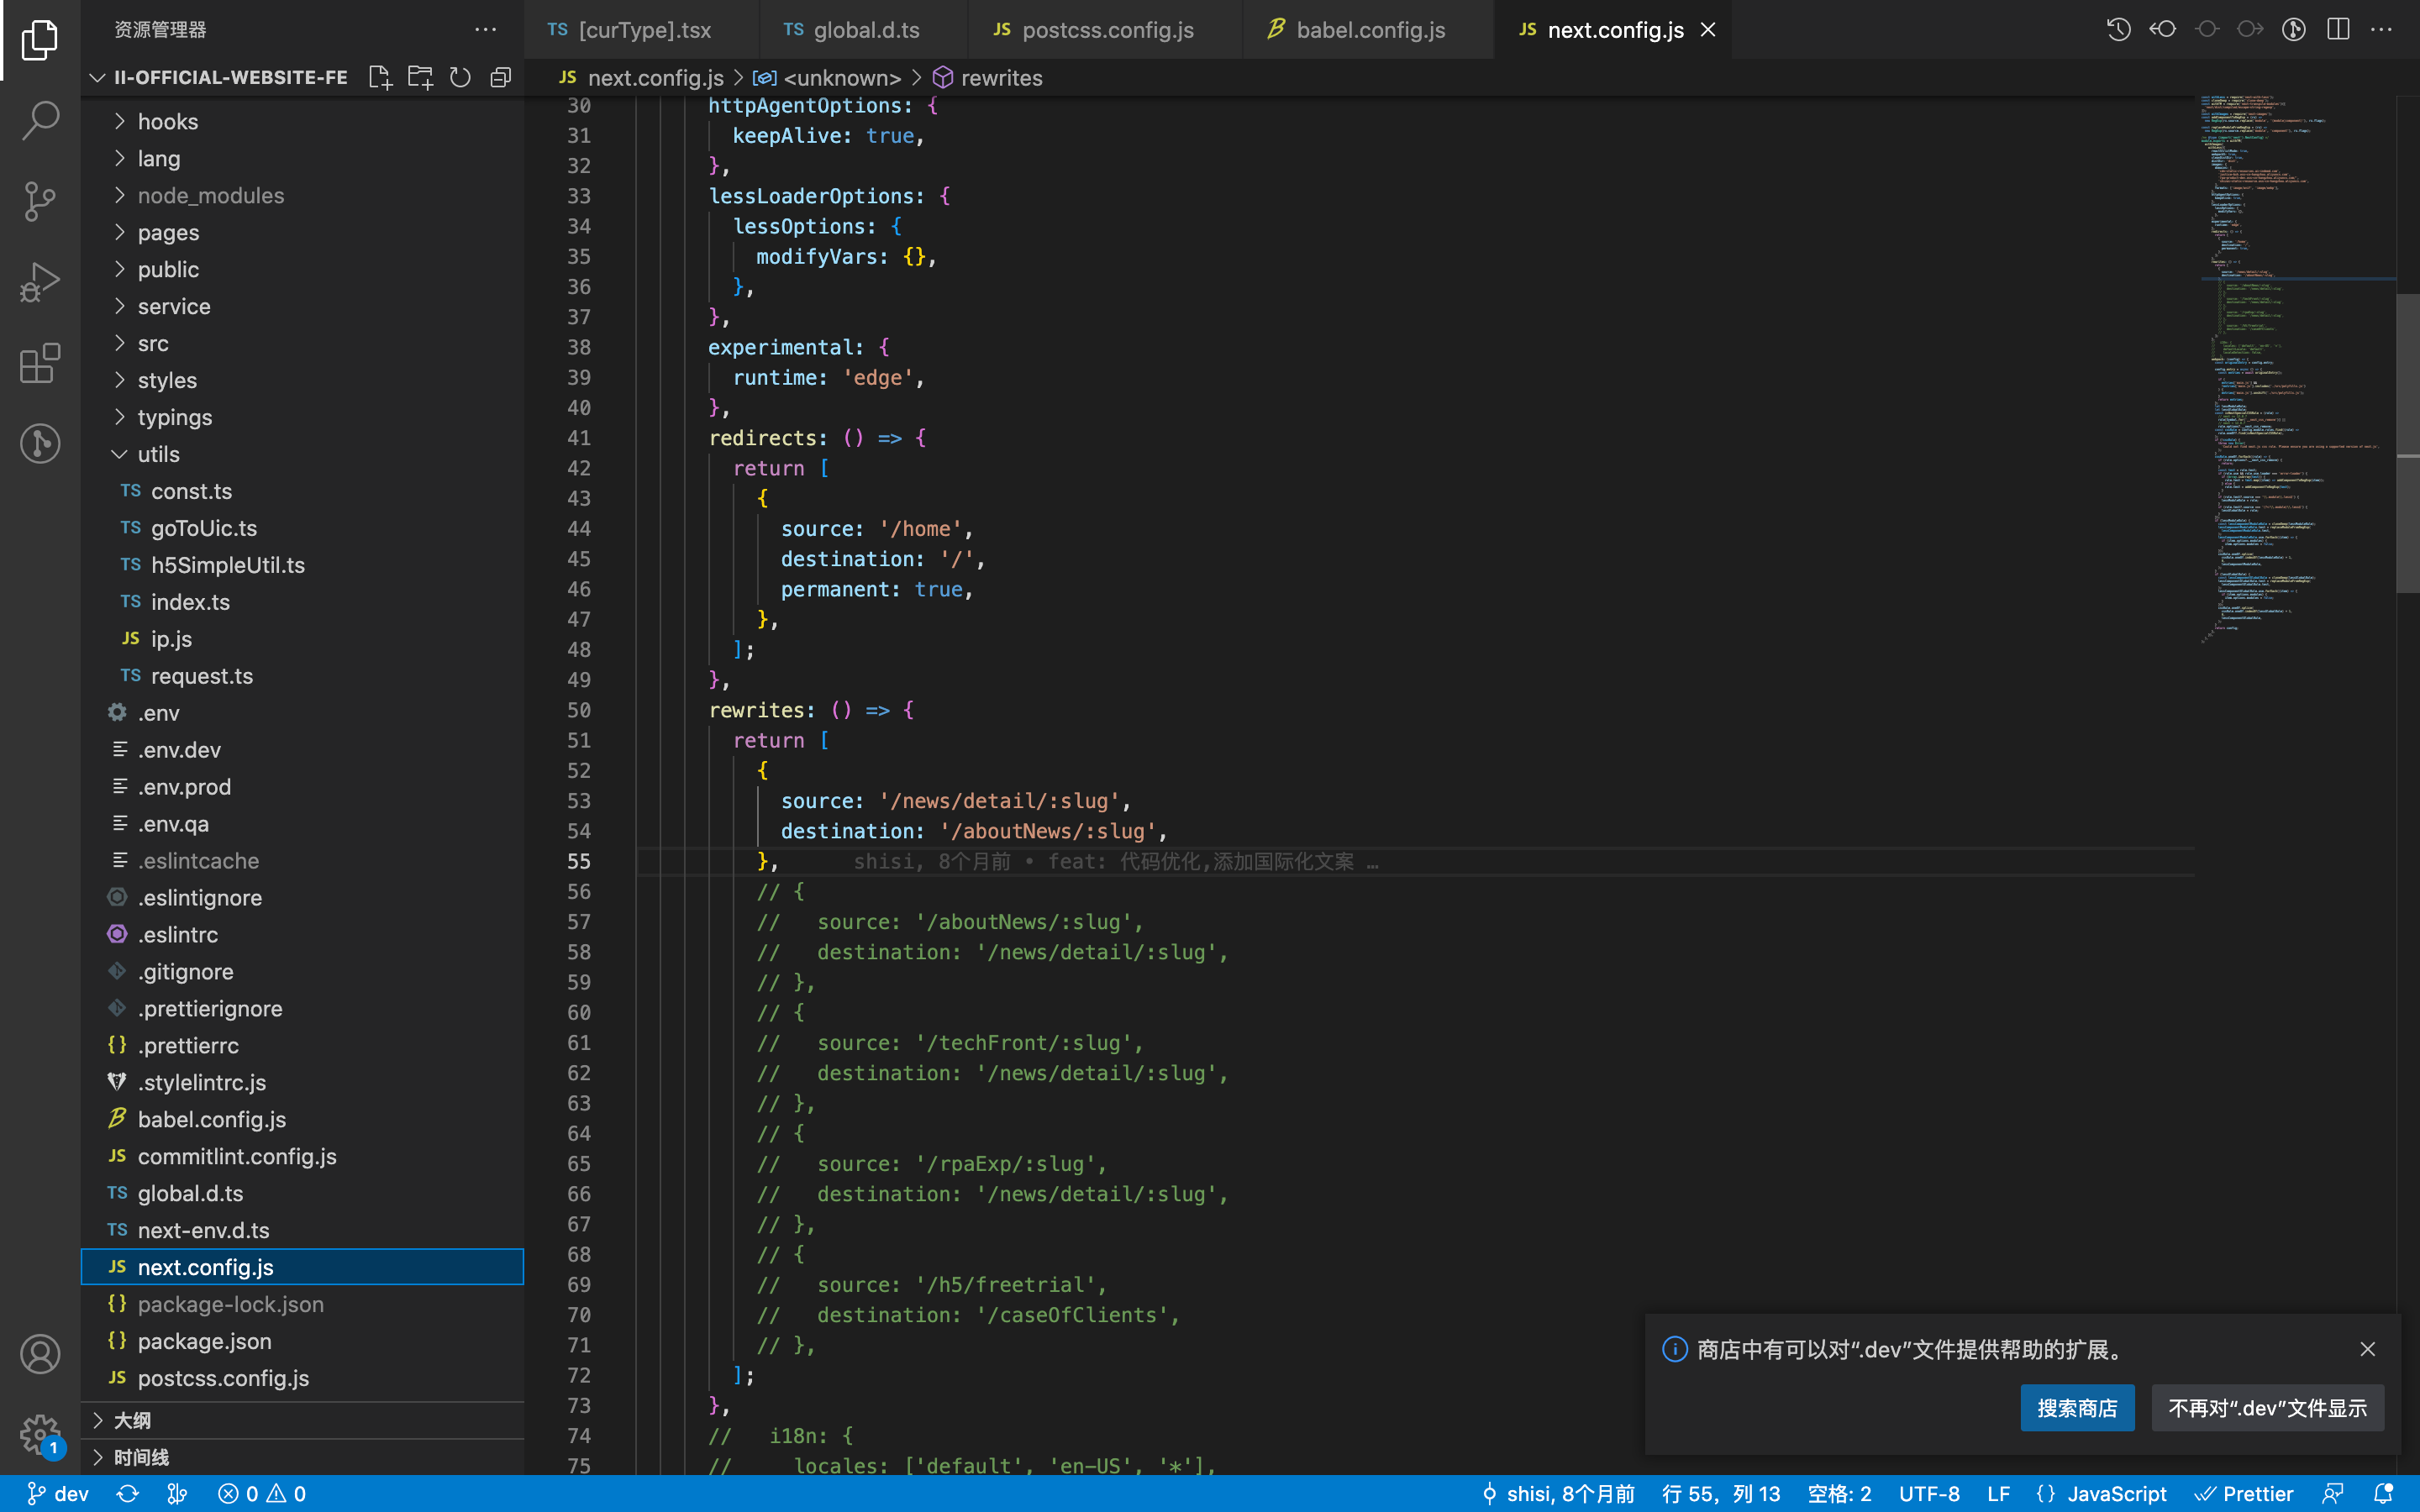 资源管理器
II-OFFICIAL-WEBSITE-FE
hooks
lang
node_modules
pages
public
service
src
styles
typings
utils
TS const.ts
TS goToUic.ts
TS h5SimpleUtil.ts
TS index.ts
JS ip.js
TS request.ts
.env
.env.dev
.env.prod
.env.qa
.eslintcache
.eslintignore
.eslintrc
.gitignore
.prettierignore
{} .prettierrc
.stylelintrc.js
babel.config.js
JS commitlint.config.js
TS global.d.ts
TS next-env.d.ts
JS next.config.js
{} package-lock.json
{} package.json
JS postcss.config.js
大纲
时间线
TS [curType].tsx
TS global.d.ts
JS postcss.config.js
babel.config.js
JS next.config.js
JS next.config.js > <unknown> > rewrites
30 httpAgentOptions: {
31 keepAlive: true,
32 },
33 lessLoaderOptions: {
34 lessOptions: {
35 modifyVars: {},
36 },
37 },
38 experimental: {
39 runtime: 'edge',
40 },
41 redirects: () => {
42 return [
43 {
44 source: '/home',
45 destination: '/',
46 permanent: true,
47 },
48 ];
49 },
50 rewrites: () => {
51 return [
52 {
53 source: '/news/detail/:slug',
54 destination: '/aboutNews/:slug',
55 }, shisi, 8个月前 • feat: 代码优化,添加国际化文案 …
56 // {
57 //   source: '/aboutNews/:slug',
58 //   destination: '/news/detail/:slug',
59 // },
60 // {
61 //   source: '/techFront/:slug',
62 //   destination: '/news/detail/:slug',
63 // },
64 // {
65 //   source: '/rpaExp/:slug',
66 //   destination: '/news/detail/:slug',
67 // },
68 // {
69 //   source: '/h5/freetrial',
70 //   destination: '/caseOfClients',
71 // },
72 ];
73 },
74 //   i18n: {
75 //     locales: ['default', 'en-US', '*'],
商店中有可以对“.dev”文件提供帮助的扩展。
搜索商店
不再对“.dev”文件显示
1
dev
0
0
shisi, 8个月前
行 55，列 13
空格: 2
UTF-8
LF
{} JavaScript
Prettier